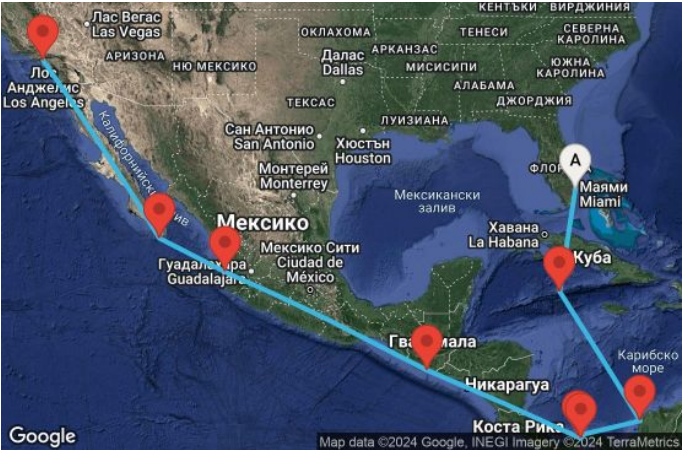 КЕНТЪКИ
ВИРДЖИНИЯ
Лас Вегас
Las Vegas
ОКЛАХОМА
ТЕНЕСИ
СЕВЕРНА
КАРОЛИНА
АРИЗОНА
НЮ МЕКСИКО
Далас
Dallas
АРКАНЗАС
МИСИСИПИ
ЮЖНА
КАРОЛИНА
Лос
Анджелис
Los Angeles
АЛАБАМА
ДЖОРДЖИЯ
ТЕКСАС
ЛУИЗИАНА
Сан Антонио
San Antonio
Хюстън
Houston
Калифорнийски
Монтерей
Monterrey
A
Маями
Miami
Мексикански
залив
Мексико
Хавана
La Habana
Куба
Мексико Сити
Ciudad de
México
Гуадалахара
Guadalajara
Гватемала
Карибско
море
Никарагуа
Коста Рика
Google
Map data ©2024 Google, INEGI Imagery ©2024 TerraMetrics